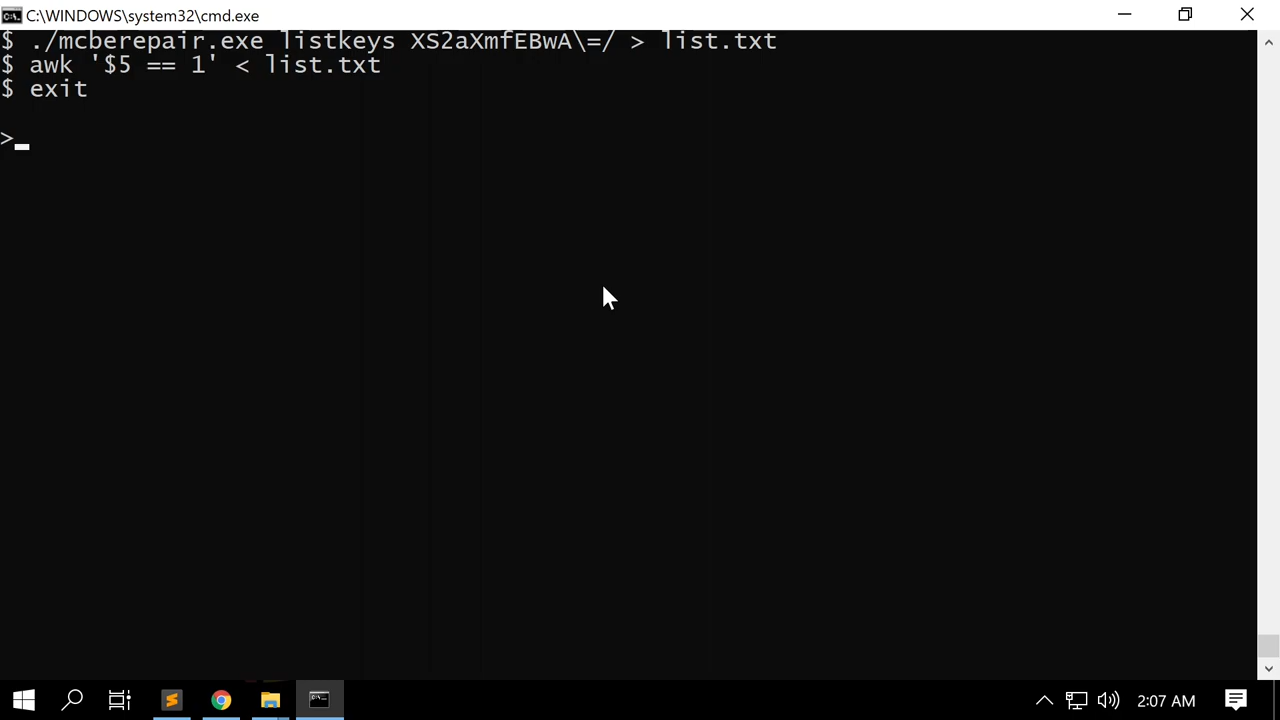 C:\WINDOWS\system32\cmd.exe
$ ./mcberepair.exe listkeys XS2aXmfEBwA\=/ > list.txt
$ awk '$5 == 1' < list.txt
$ exit
>
2:07 AM